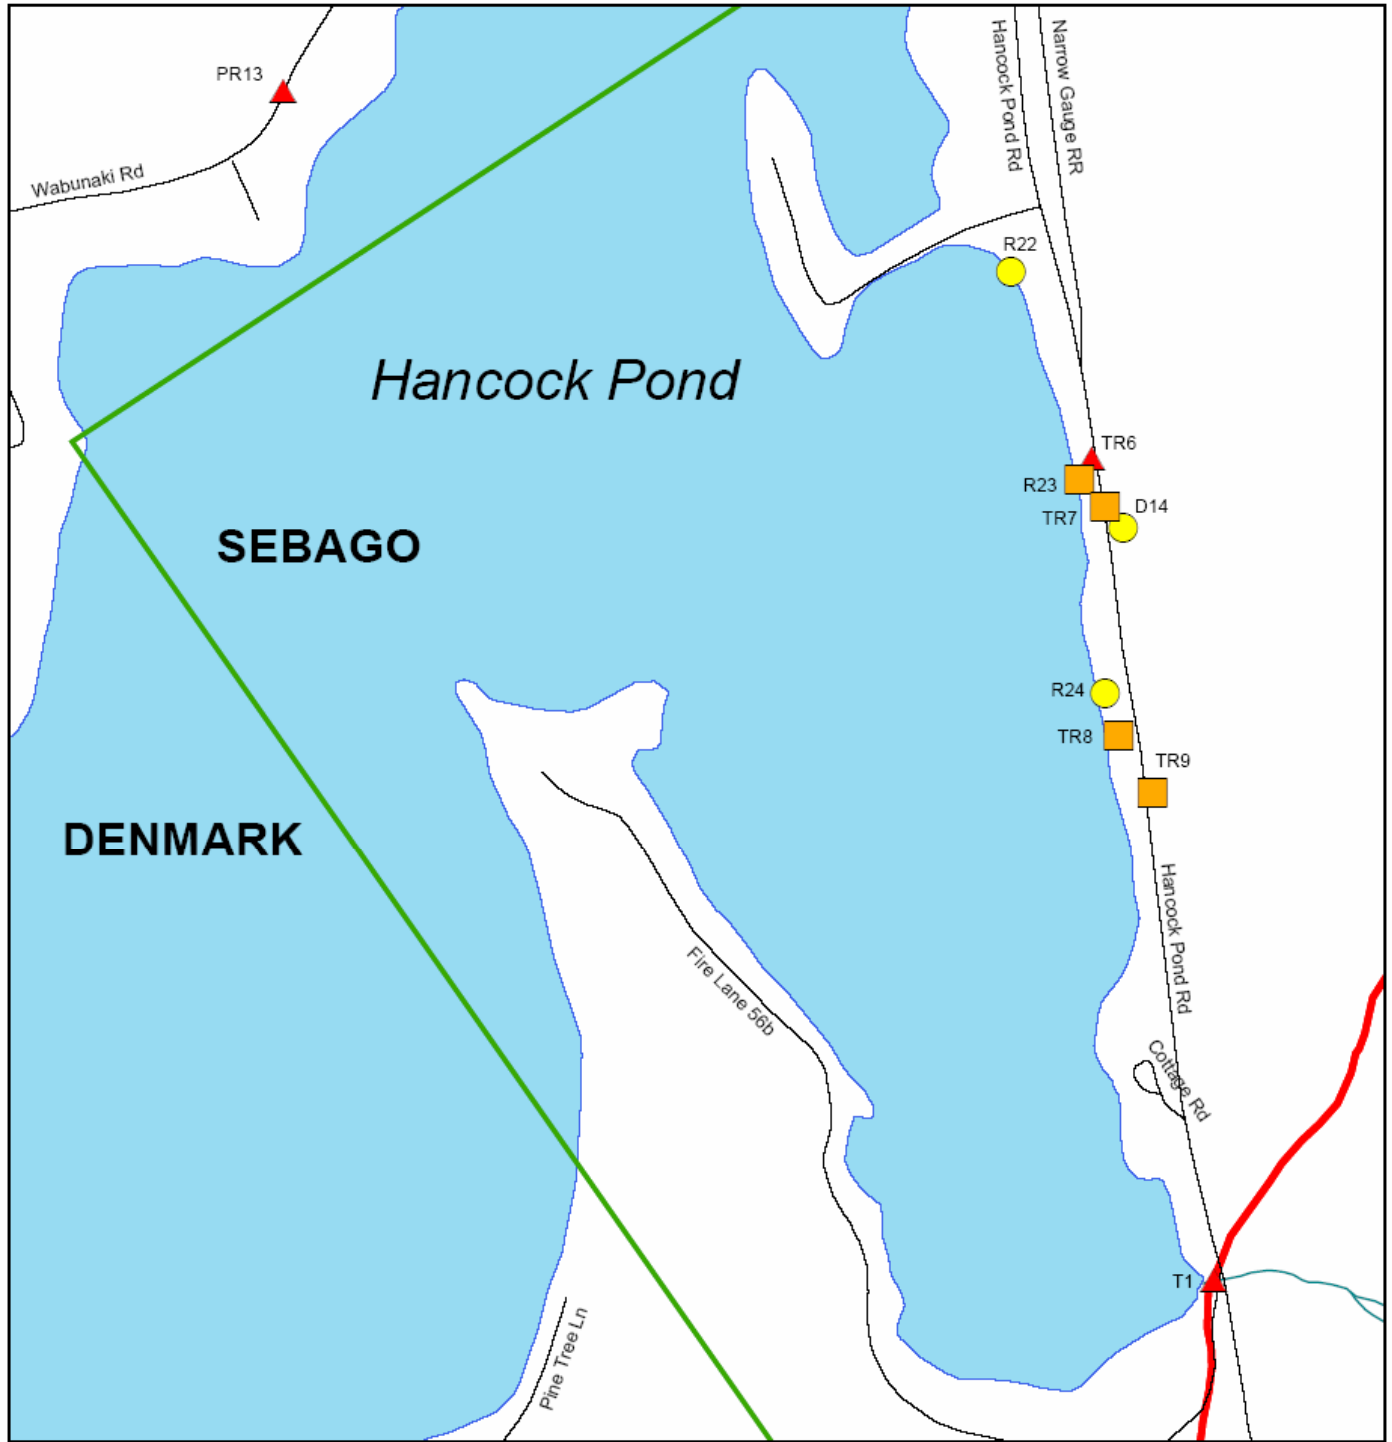 Hancock Pond Rd
Narrow Gauge RR
PR13
Wabunaki Rd
R22
Hancock Pond
TR6
R23
D14
TR7
SEBAGO
R24
TR8
TR9
DENMARK
Hancock Pond Rd
Fire Lane 56b
Cottage Rd
T1
Pine Tree Ln